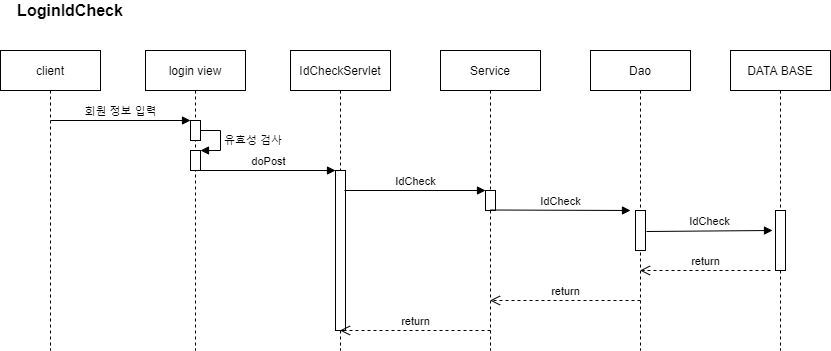 LoginIdCheck
client
login view
IdCheckServlet
Service
Dao
DATA BASE
회원 정보 입력
유효성 검사
doPost
IdCheck
IdCheck
IdCheck
return
return
return